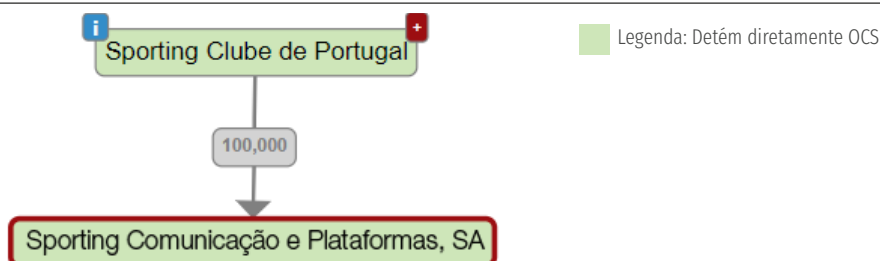 i
+
Sporting Clube de Portugal
Legenda: Detém diretamente OCS
100,000
Sporting Comunicação e Plataformas, SA